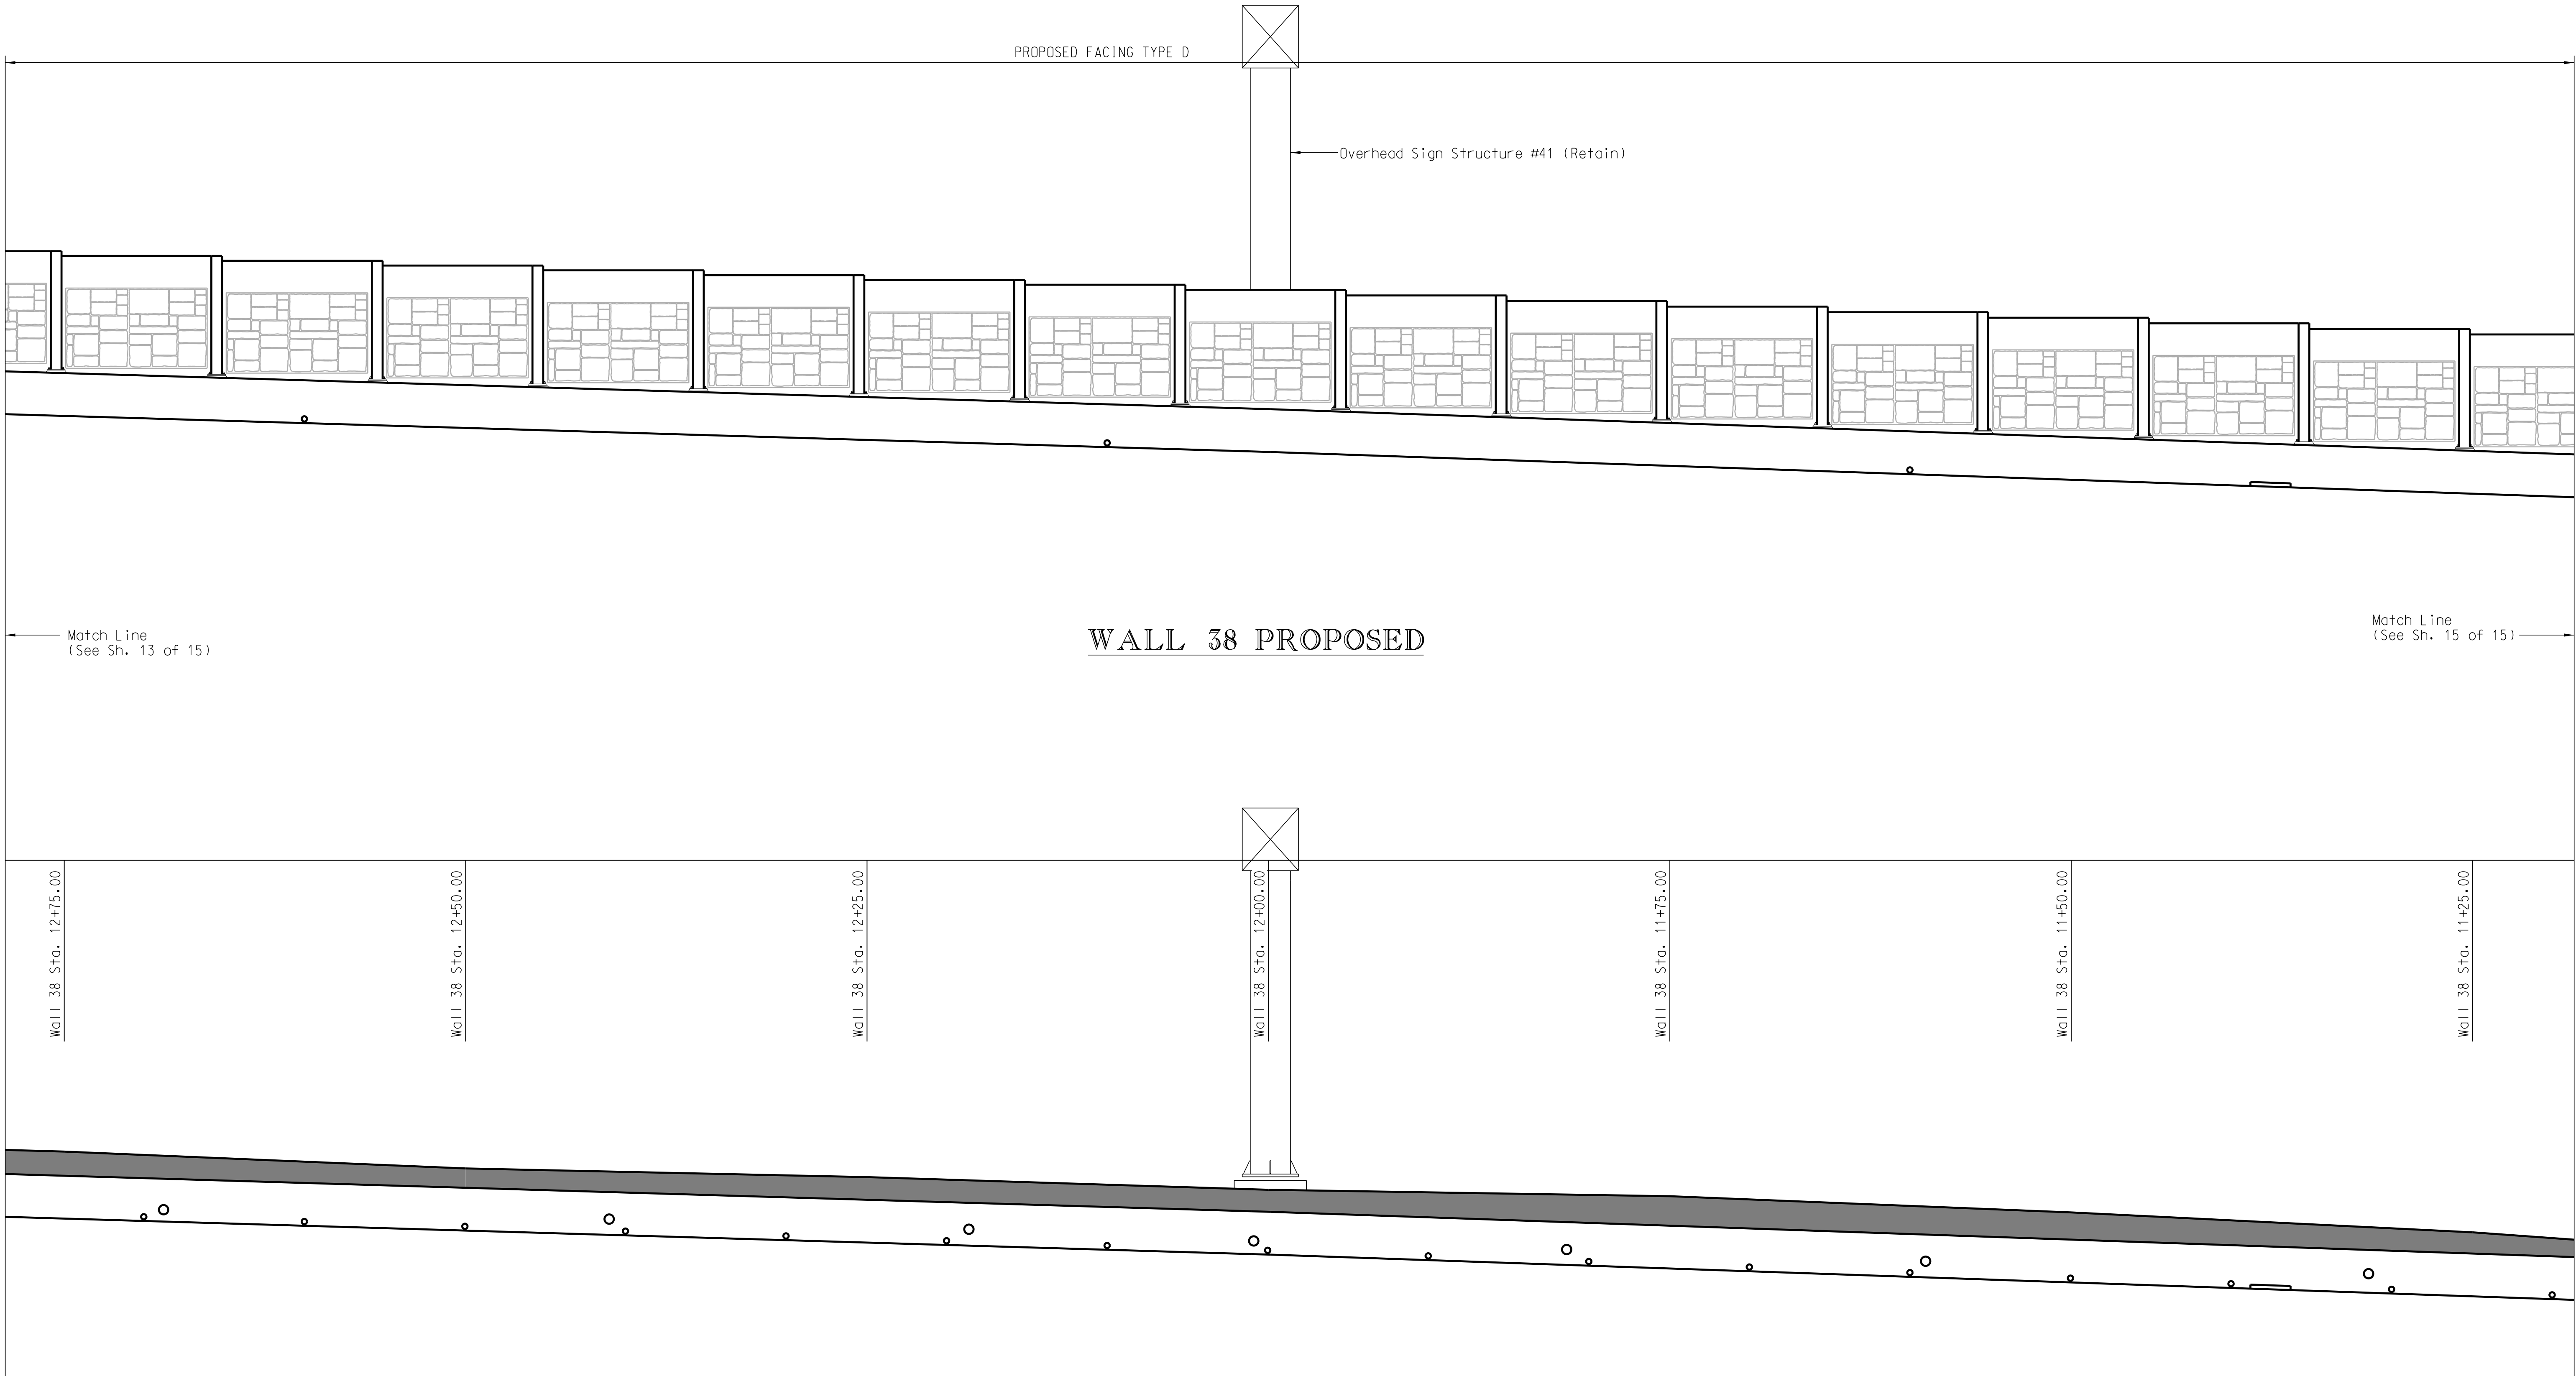 PROPOSED FACING TYPE D
Overhead Sign Structure #41 (Retain)
Match Line
(See Sh. 13 of 15)
WALL 38 PROPOSED
Match Line
(See Sh. 15 of 15)
Wall 38 Sta. 12+75.00
Wall 38 Sta. 12+50.00
Wall 38 Sta. 12+25.00
Wall 38 Sta. 12+00.00
Wall 38 Sta. 11+75.00
Wall 38 Sta. 11+50.00
Wall 38 Sta. 11+25.00